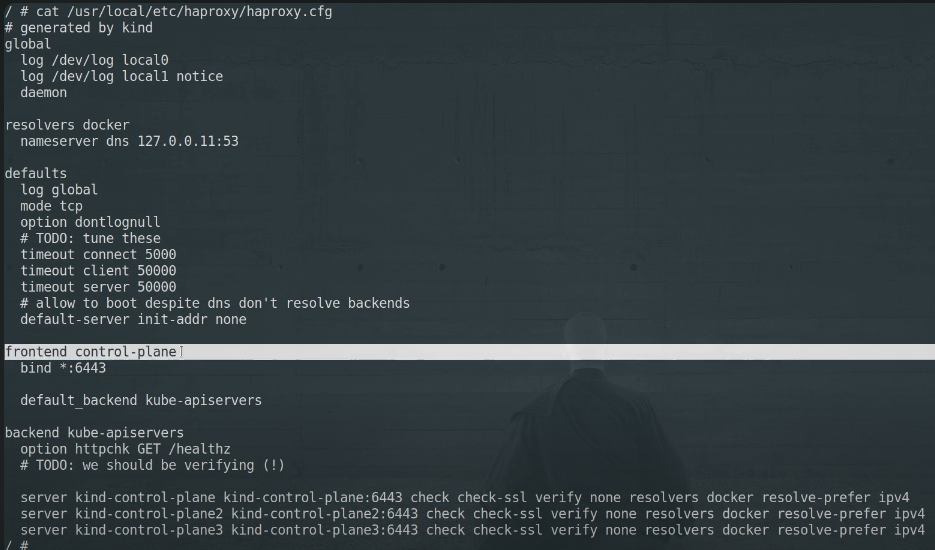 / # cat /usr/local/etc/haproxy/haproxy.cfg
# generated by kind
global
  log /dev/log local0
  log /dev/log local1 notice
  daemon

resolvers docker
  nameserver dns 127.0.0.11:53

defaults
  log global
  mode tcp
  option dontlognull
  # TODO: tune these
  timeout connect 5000
  timeout client 50000
  timeout server 50000
  # allow to boot despite dns don't resolve backends
  default-server init-addr none

frontend control-plane
  bind *:6443

  default_backend kube-apiservers

backend kube-apiservers
  option httpchk GET /healthz
  # TODO: we should be verifying (!)

  server kind-control-plane kind-control-plane:6443 check check-ssl verify none resolvers docker resolve-prefer ipv4
  server kind-control-plane2 kind-control-plane2:6443 check check-ssl verify none resolvers docker resolve-prefer ipv4
  server kind-control-plane3 kind-control-plane3:6443 check check-ssl verify none resolvers docker resolve-prefer ipv4
/ #